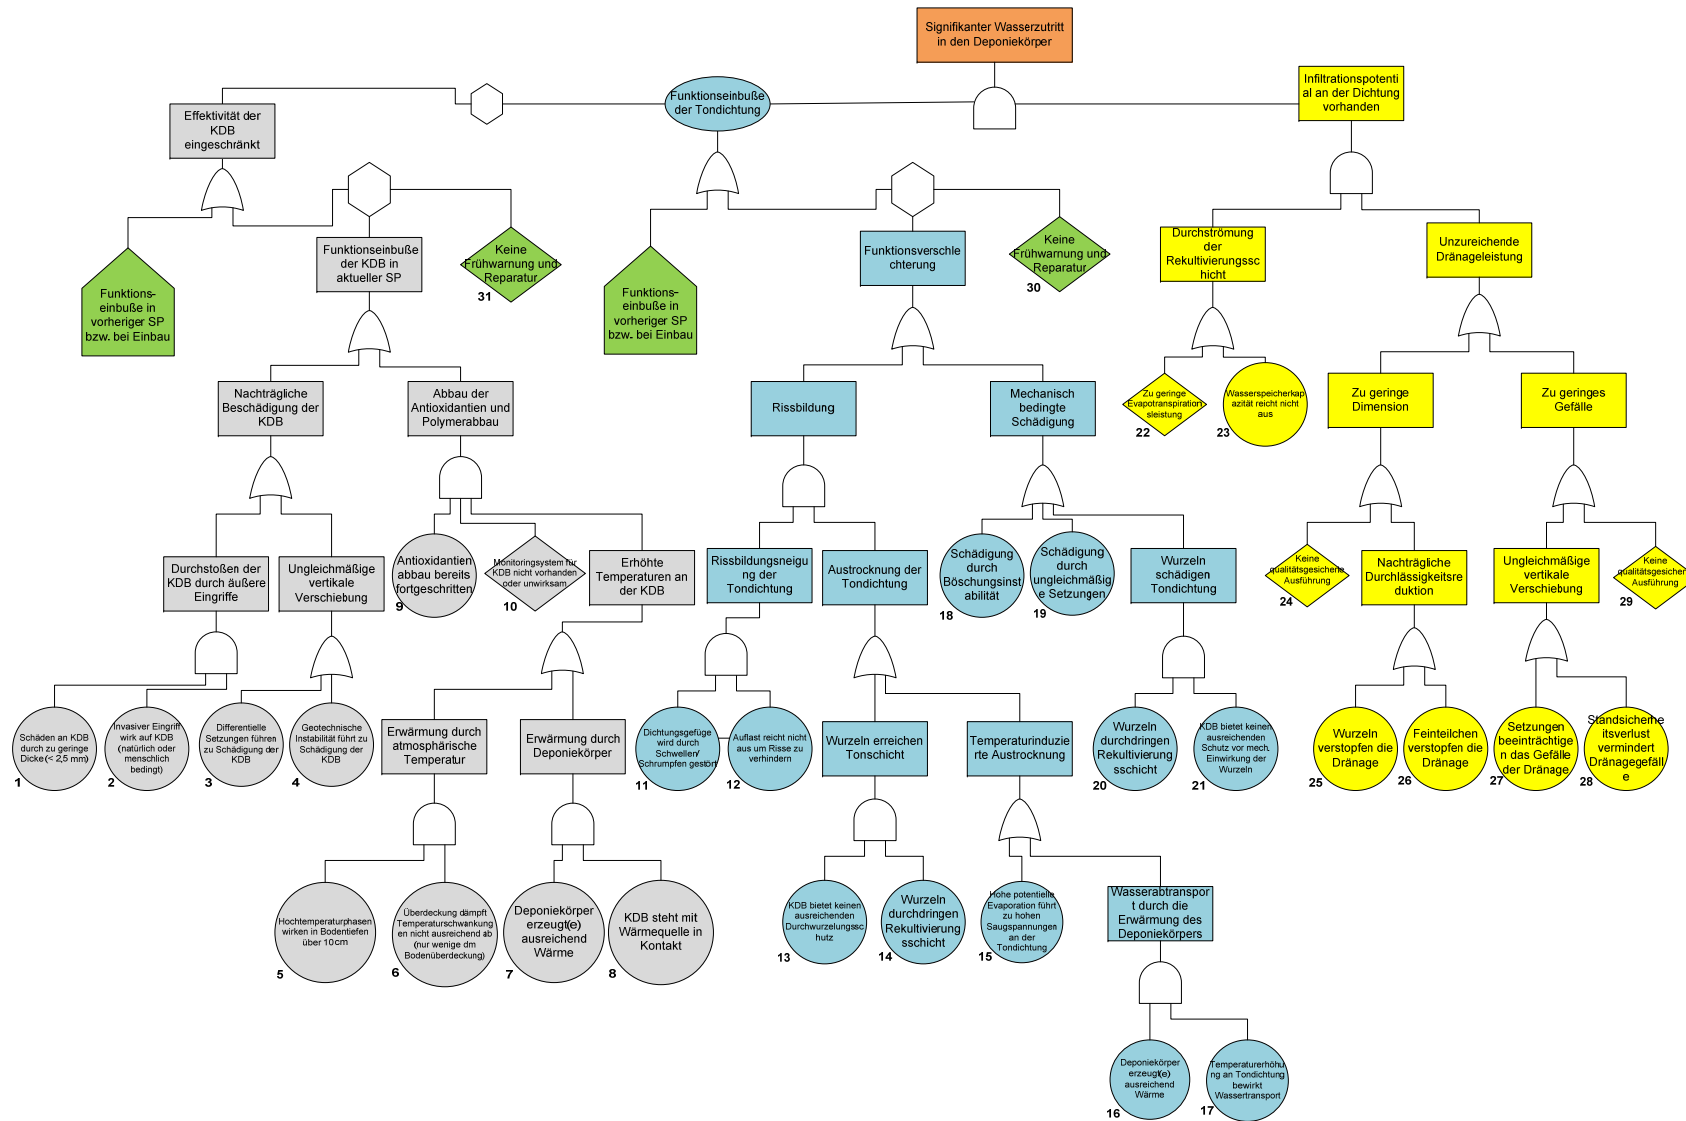 Signifikanter Wasserzutritt
in den Deponiekörper
Effektivität der
KDB
eingeschränkt
Funktionseinbuße
der Tondichtung
Infiltrationspotenti
al an der Dichtung
vorhanden
Funktions-
einbuße in
vorheriger SP
bzw. bei Einbau
Funktionseinbuße
der KDB in
aktueller SP
Keine
Frühwarnung und
Reparatur
31
Funktions-
einbuße in
vorheriger SP
bzw. bei Einbau
Funktionsverschle
chterung
Keine
Frühwarnung und
Reparatur
30
Durchströmung
der
Rekultivierungssc
hicht
Unzureichende
Dränageleistung
Nachträgliche
Beschädigung der
KDB
Abbau der
Antioxidantien und
Polymerabbau
Rissbildung
Mechanisch
bedingte
Schädigung
Zu geringe
Evapotranspiration
sleistung
22
Wasserspeicherkap
azität reicht nicht
aus
23
Zu geringe
Dimension
Zu geringes
Gefälle
Durchstoßen der
KDB durch äußere
Eingriffe
Ungleichmäßige
vertikale
Verschiebung
Antioxidantien
abbau bereits
fortgeschritten
9
Monitoringsystem für
KDB nicht vorhanden
oder unwirksam
10
Erhöhte
Temperaturen an
der KDB
Rissbildungsneigu
ng der
Tondichtung
Austrocknung der
Tondichtung
Schädigung
durch
Böschungsinst
abilität
18
Schädigung
durch
ungleichmäßig
e Setzungen
19
Wurzeln
schädigen
Tondichtung
Keine
qualitätsgesicherte
Ausführung
24
Nachträgliche
Durchlässigkeitsre
duktion
Ungleichmäßige
vertikale
Verschiebung
Keine
qualitätsgesicher
Ausführung
29
Schäden an KDB
durch zu geringe
Dicke (< 2,5 mm)
1
Invasiver Eingriff
wirk auf KDB
(natürlich oder
menschlich
bedingt)
2
Differentielle
Setzungen führen
zu Schädigung der
KDB
3
Geotechnische
Instabilität führt zu
Schädigung der
KDB
4
Erwärmung durch
atmosphärische
Temperatur
Erwärmung durch
Deponiekörper
Dichtungsgefüge
wird durch
Schwellen/
Schrumpfen gestört
11
Auflast reicht nicht
aus um Risse zu
verhindern
12
Wurzeln erreichen
Tonschicht
Temperaturinduzie
rte Austrocknung
Wurzeln
durchdringen
Rekultivierung
sschicht
20
KDB bietet keinen
ausreichenden
Schutz vor mech.
Einwirkung der
Wurzeln
21
Wurzeln
verstopfen die
Dränage
25
Feinteilchen
verstopfen die
Dränage
26
Setzungen
beeinträchtige
n das Gefälle
der Dränage
27
Standsicherhe
itsverlust
vermindert
Dränagegefäll
e
28
Hochtemperaturphasen
wirken in Bodentiefen
über 10cm
5
Überdeckung dämpft
Temperaturschwankung
en nicht ausreichend ab
(nur wenige dm
Bodenüberdeckung)
6
Deponiekörper
erzeugt(e)
ausreichend
Wärme
7
KDB steht mit
Wärmequelle in
Kontakt
8
KDB bietet keinen
ausreichenden
Durchwurzelungssc
hutz
13
Wurzeln
durchdringen
Rekultivierung
sschicht
14
Hohe potentielle
Evaporation führt
zu hohen
Saugspannungen
an der
Tondichtung
15
Wasserabtranspor
t durch die
Erwärmung des
Deponiekörpers
Deponiekörper
erzeugt(e)
ausreichend
Wärme
16
Temperaturerhöhu
ng an Tondichtung
bewirkt
Wassertransport
17